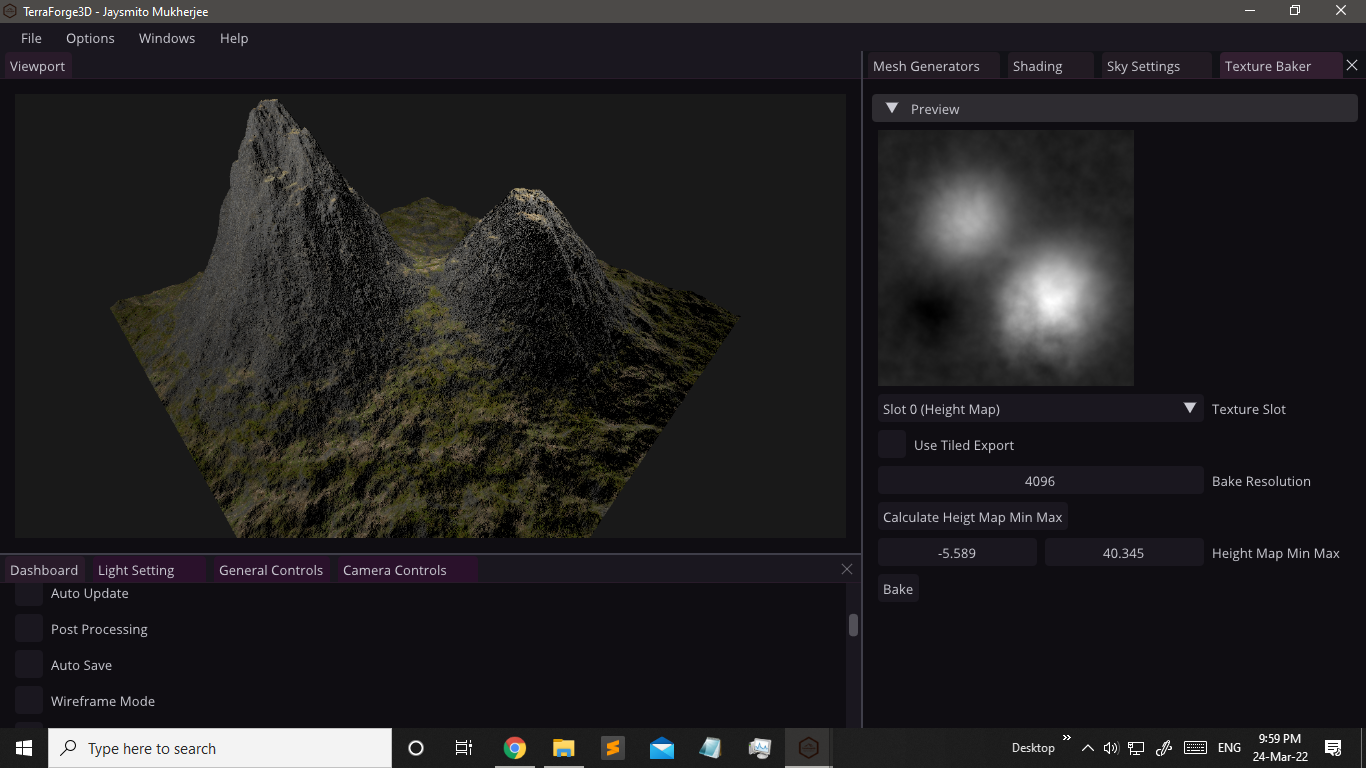 TerraForge3D - Jaysmito Mukherjee
File Options Windows Help
Viewport
Mesh Generators Shading Sky Settings Texture Baker
Preview
Slot 0 (Height Map) Texture Slot
Use Tiled Export
4096 Bake Resolution
Calculate Heigt Map Min Max
-5.589 40.345 Height Map Min Max
Bake
Dashboard Light Setting General Controls Camera Controls
Auto Update
Post Processing
Auto Save
Wireframe Mode
Type here to search
Desktop
ENG
9:59 PM
24-Mar-22